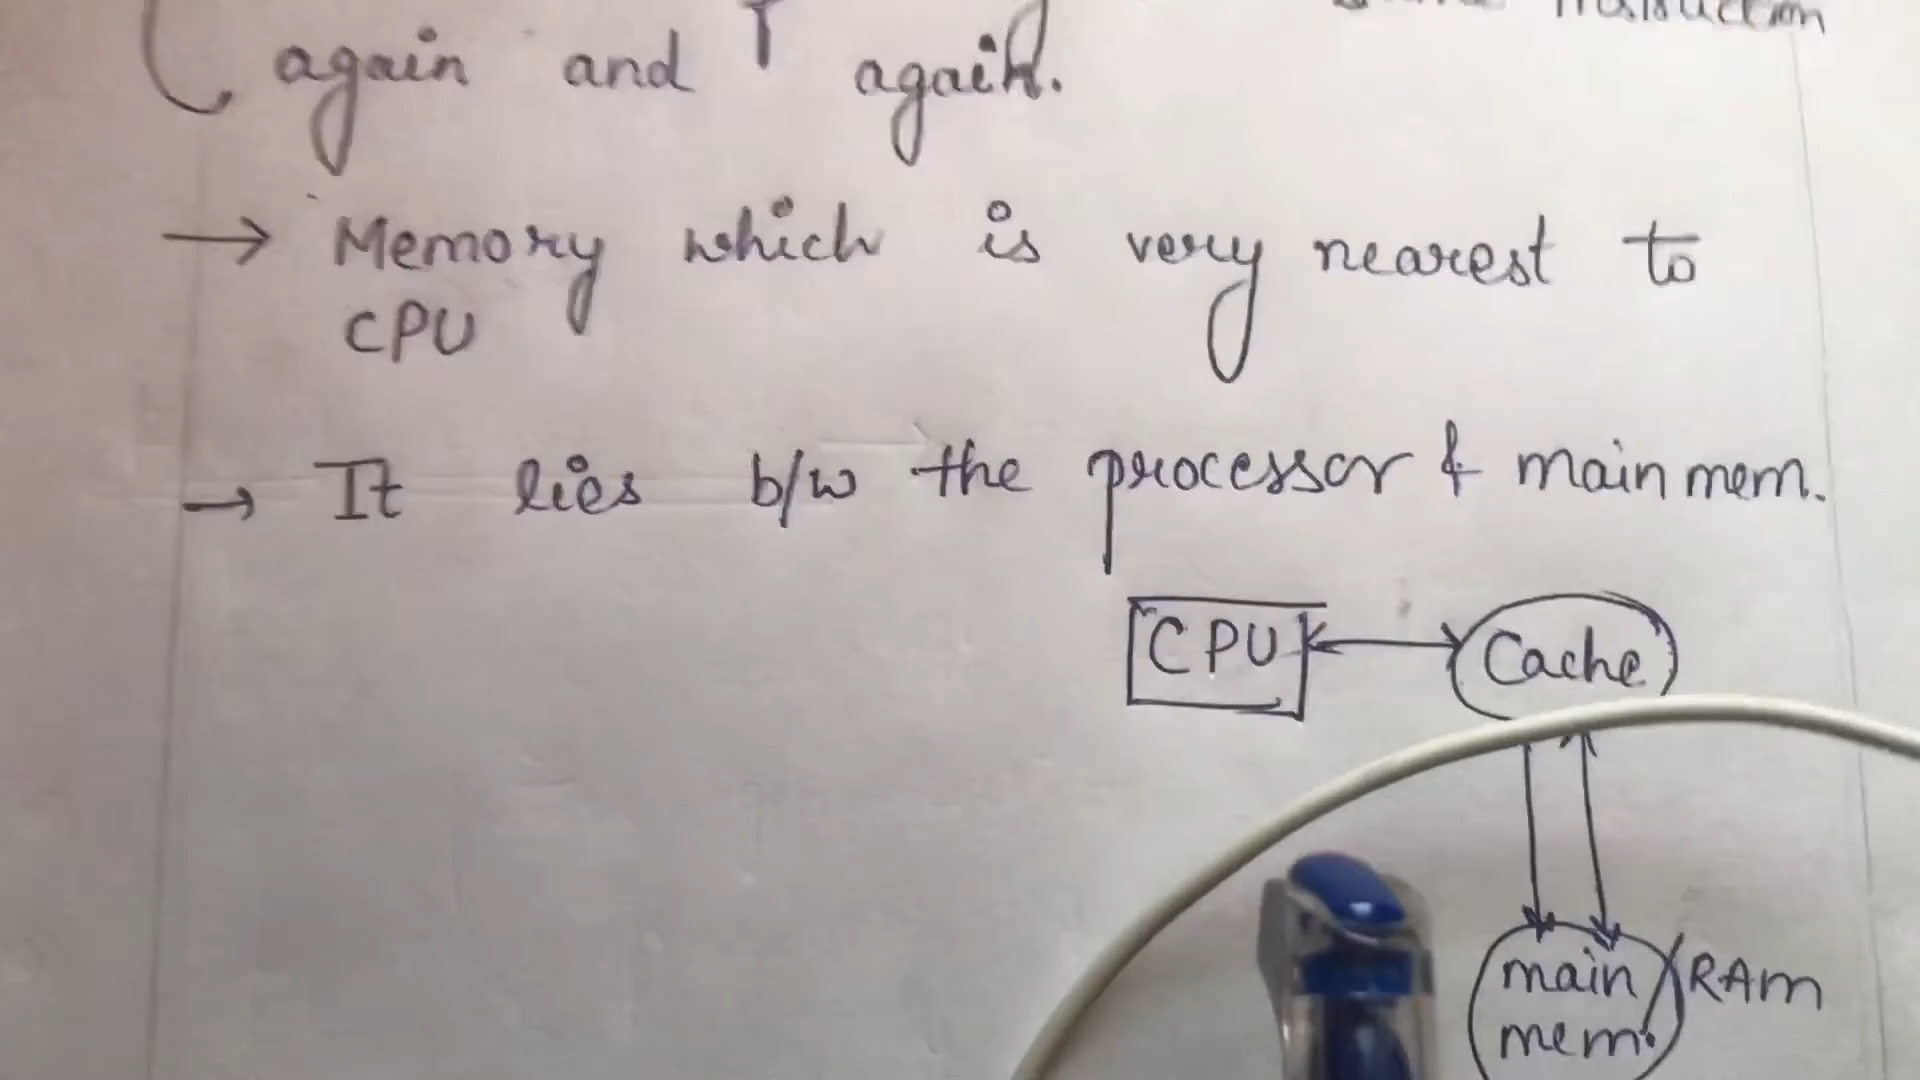 instruction
again and again.
→ Memory which is very nearest to
CPU
→ It lies b/w the processor & main mem.
CPU
Cache
main / RAM
mem.